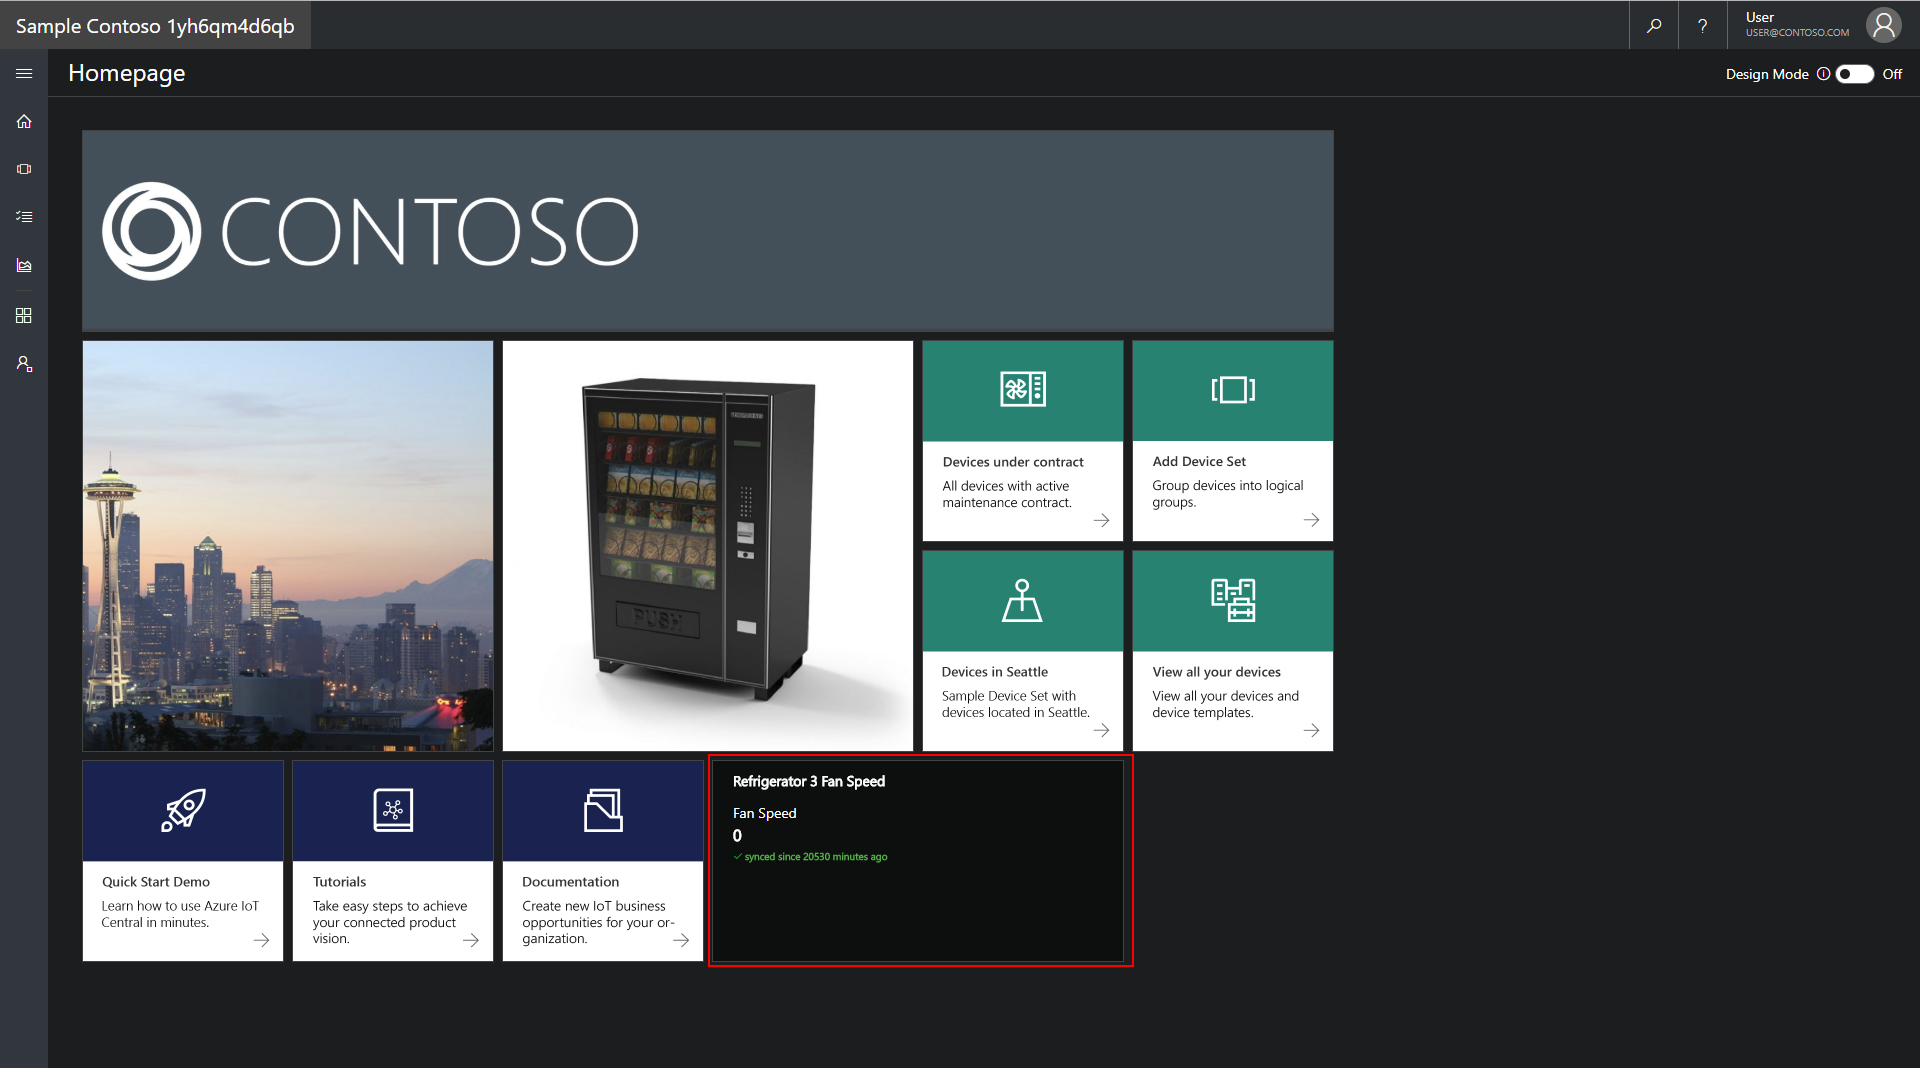 Sample Contoso 1yh6qm4d6qb
?
User
USER@CONTOSO.COM
Homepage
Design Mode
Off
CONTOSO
PUSH
Devices under contract
All devices with active
maintenance contract.
Add Device Set
Group devices into logical
groups.
Devices in Seattle
Sample Device Set with
devices located in Seattle.
View all your devices
View all your devices and
device templates.
Quick Start Demo
Learn how to use Azure IoT
Central in minutes.
Tutorials
Take easy steps to achieve
your connected product
vision.
Documentation
Create new IoT business
opportunities for your or-
ganization.
Refrigerator 3 Fan Speed
Fan Speed
0
synced since 20530 minutes ago